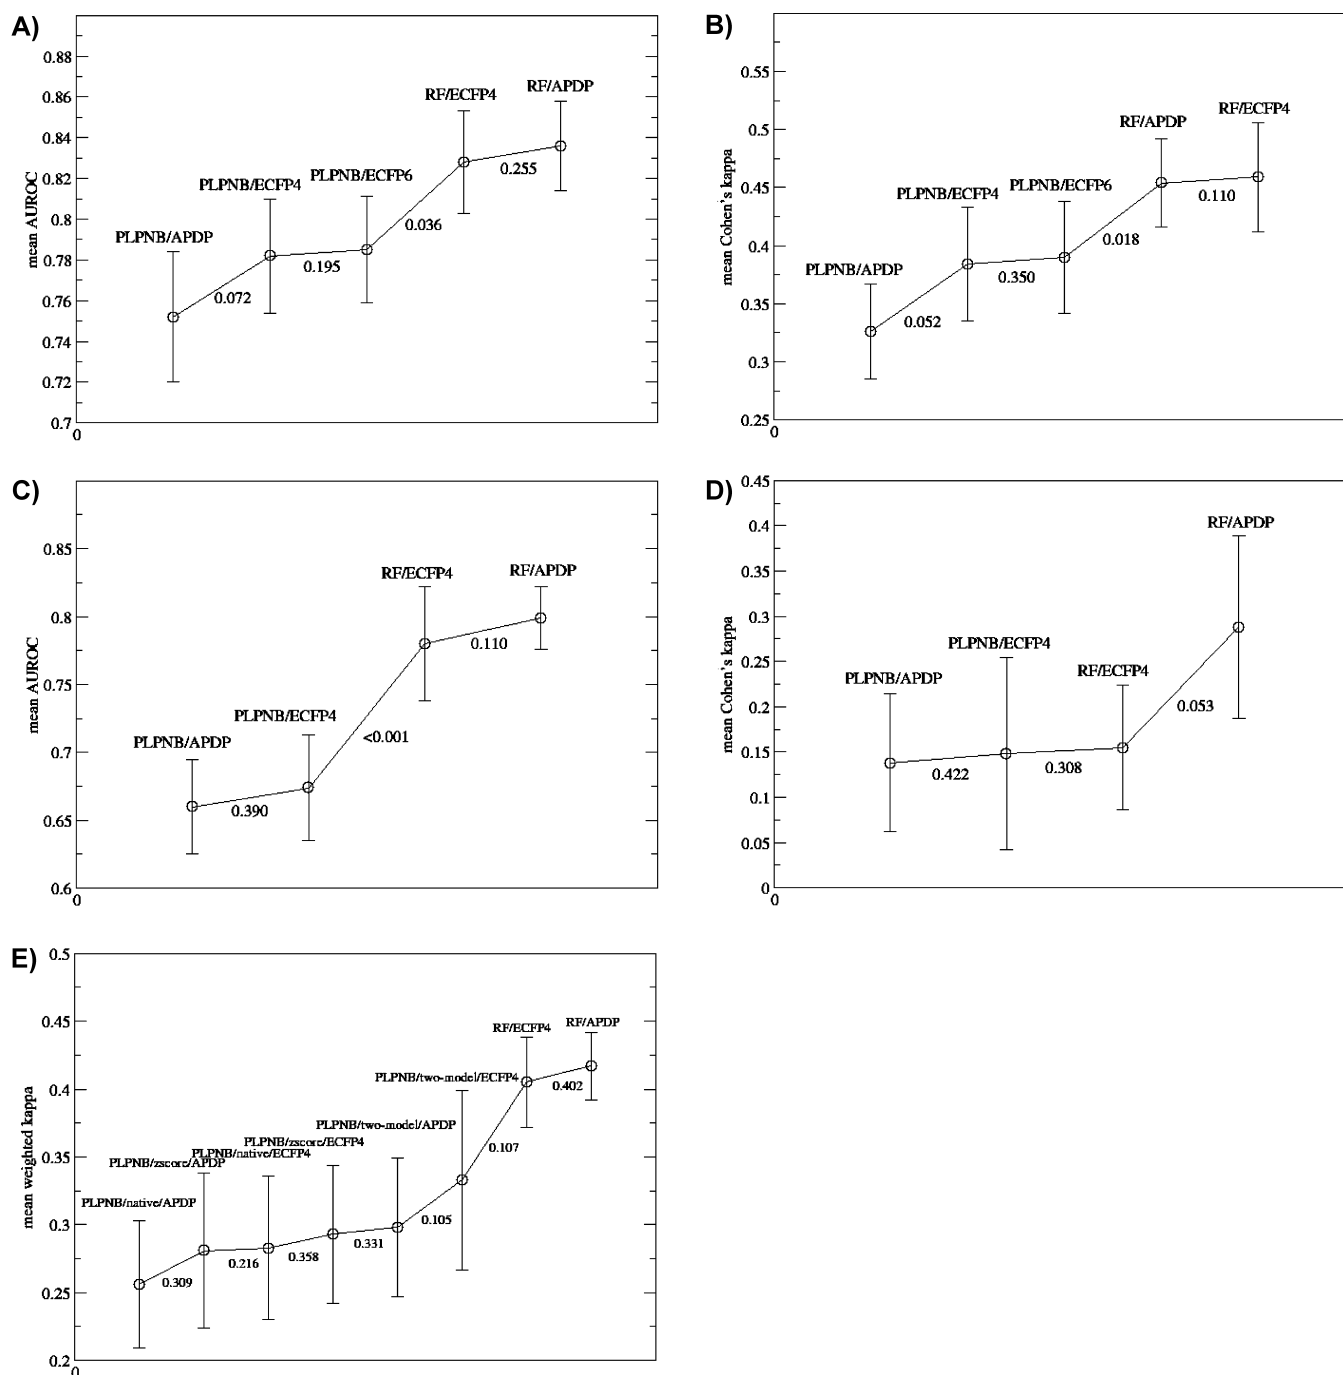 A)
0.88
0.86
0.84
0.82
0.8
0.78
0.76
0.74
0.72
0.7
0
mean AUROC
PLPNB/APDP
PLPNB/ECFP4
PLPNB/ECFP6
RF/ECFP4
RF/APDP
0.072
0.195
0.036
0.255
B)
0.55
0.5
0.45
0.4
0.35
0.3
0.25
0
mean Cohen's kappa
PLPNB/APDP
PLPNB/ECFP4
PLPNB/ECFP6
RF/APDP
RF/ECFP4
0.052
0.350
0.018
0.110
C)
0.85
0.8
0.75
0.7
0.65
0.6
0
mean AUROC
PLPNB/APDP
PLPNB/ECFP4
RF/ECFP4
RF/APDP
0.390
<0.001
0.110
D)
0.45
0.4
0.35
0.3
0.25
0.2
0.15
0.1
0.05
0
0
mean Cohen's kappa
PLPNB/APDP
PLPNB/ECFP4
RF/ECFP4
RF/APDP
0.422
0.308
0.053
E)
0.5
0.45
0.4
0.35
0.3
0.25
0.2
0
mean weighted kappa
PLPNB/native/APDP
PLPNB/zscore/APDP
PLPNB/native/ECFP4
PLPNB/zscore/ECFP4
PLPNB/two-model/APDP
PLPNB/two-model/ECFP4
RF/ECFP4
RF/APDP
0.309
0.216
0.358
0.331
0.105
0.107
0.402